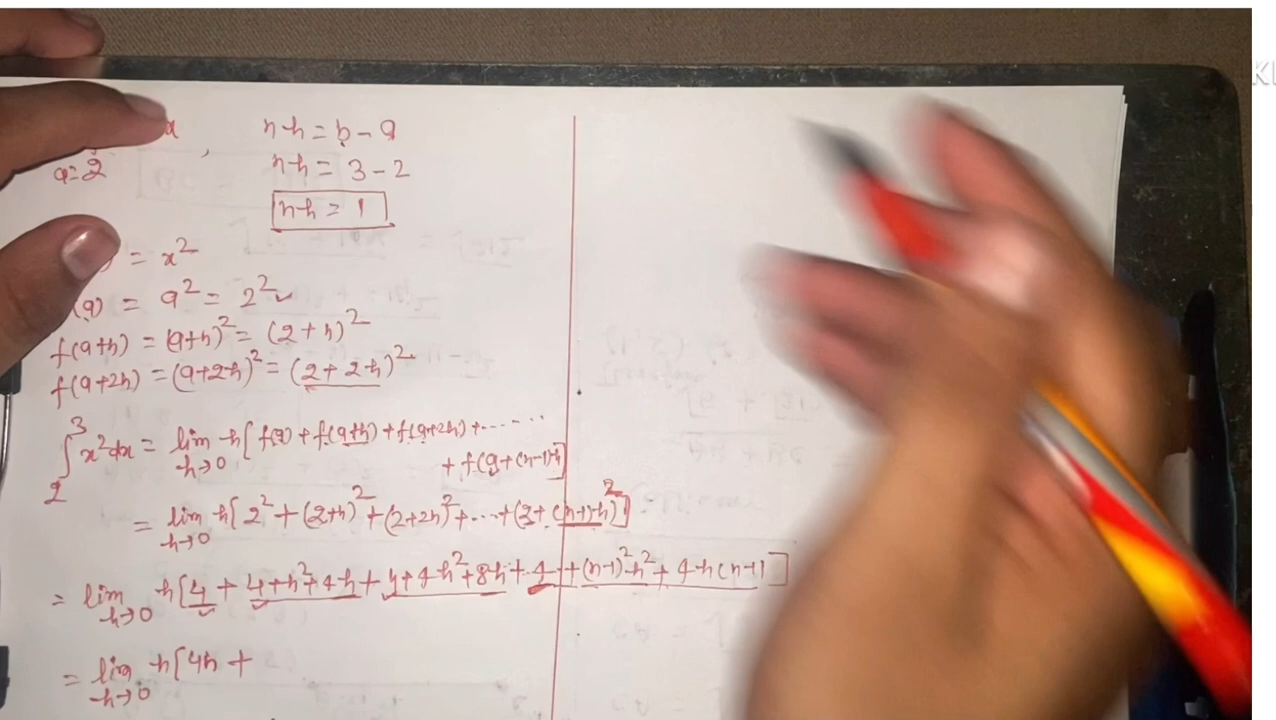 x, nh = b - a
a=2 nh = 3 - 2
nh = 1
= x²
(a) = a² = 2²
f(a+h) = (a+h)² = (2+h)²
f(a+2h) = (a+2h)² = (2+2h)²
∫₂³ x²dx = lim h→0 h[f(a) + f(a+h) + f(a+2h) + ......
+ f(a+(n-1)h]
= lim h→0 h[2² + (2+h)² + (2+2h)² + ... + (2+(n-1)h)²]
= lim h→0 h[4 + 4+h²+4h + 4+4h²+8h + .. 4 + (n-1)²h² + 4h(n-1]
= lim h→0 h[4n +